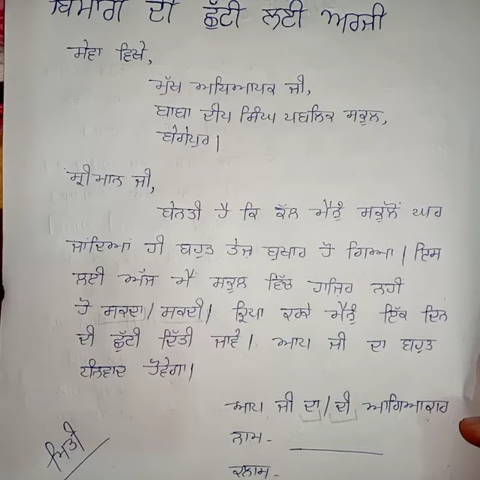 ਬਿਮਾਰੀ ਦੀ ਛੁੱਟੀ ਲਈ ਅਰਜੀ
ਸੇਵਾ ਵਿਖੇ,
ਮੁੱਖ ਅਧਿਆਪਕ ਜੀ,
ਬਾਬਾ ਦੀਪ ਸਿੰਘ ਪਬਲਿਕ ਸਕੂਲ,
ਬੇਗੋਪੁਰ।
ਸ੍ਰੀਮਾਨ ਜੀ,
ਬੇਨਤੀ ਹੈ ਕਿ ਕੱਲ ਮੈਨੂੰ ਸਕੂਲੋਂ ਘਰ
ਜਾਂਦਿਆਂ ਹੀ ਬਹੁਤ ਤੇਜ਼ ਬੁਖਾਰ ਹੋ ਗਿਆ। ਇਸ
ਲਈ ਅੱਜ ਮੈਂ ਸਕੂਲ ਵਿੱਚ ਹਾਜ਼ਿਰ ਨਹੀਂ
ਹੋ ਸਕਦਾ/ਸਕਦੀ। ਕ੍ਰਿਪਾ ਕਰਕੇ ਮੈਨੂੰ ਇੱਕ ਦਿਨ
ਦੀ ਛੁੱਟੀ ਦਿੱਤੀ ਜਾਵੇ। ਆਪ ਜੀ ਦਾ ਬਹੁਤ
ਧੰਨਵਾਦ ਹੋਵੇਗਾ।
ਆਪ ਜੀ ਦਾ/ਦੀ ਆਗਿਆਕਾਰ
ਨਾਮ-
ਮਿਤੀ
ਕਲਾਸ-